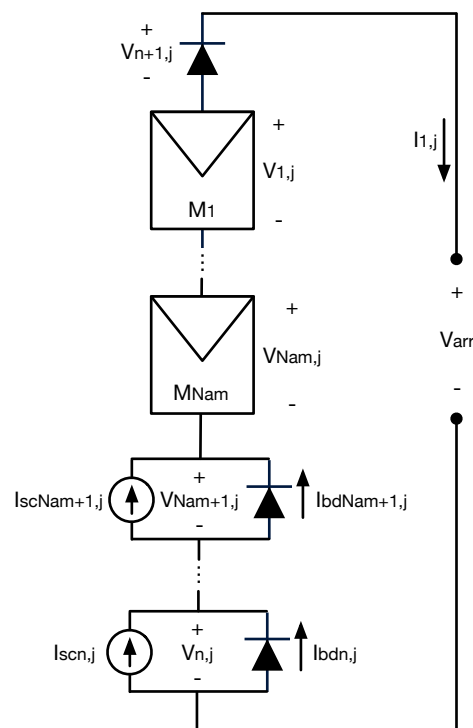 +
Vn+1,j
-
I1,j
+
V1,j
M1
-
+
+
Varr
VNam,j
MNam
-
-
+
IscNam+1,j
VNam+1,j
IbdNam+1,j
-
+
Iscn,j
Vn,j
Ibdn,j
-